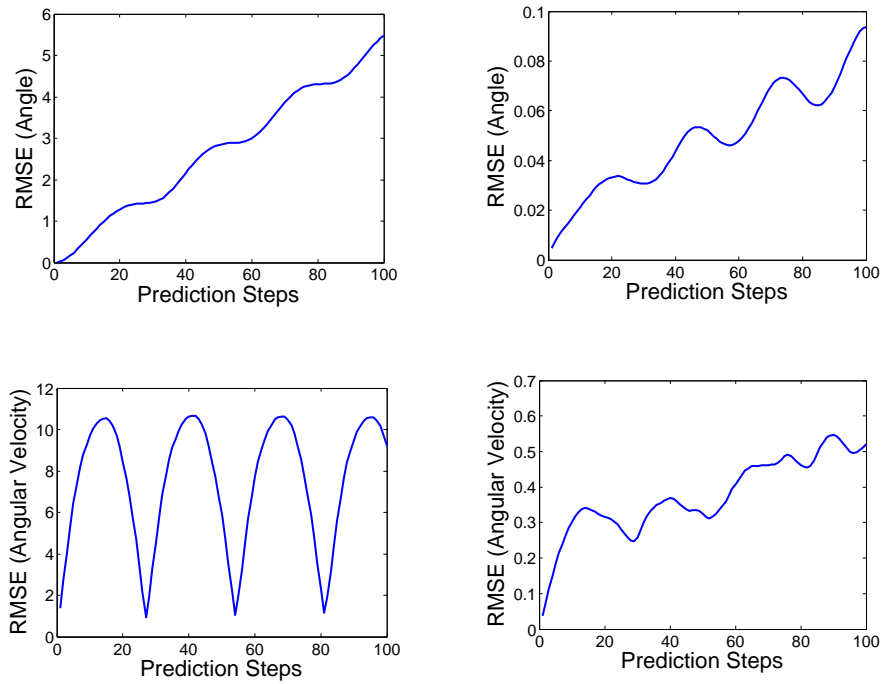 6
5
4
3
2
1
0
0 20 40 60 80 100
RMSE (Angle)
Prediction Steps
0.1
0.08
0.06
0.04
0.02
0
0 20 40 60 80 100
RMSE (Angle)
Prediction Steps
12
10
8
6
4
2
0
0 20 40 60 80 100
RMSE (Angular Velocity)
Prediction Steps
0.7
0.6
0.5
0.4
0.3
0.2
0.1
0
0 20 40 60 80 100
RMSE (Angular Velocity)
Prediction Steps